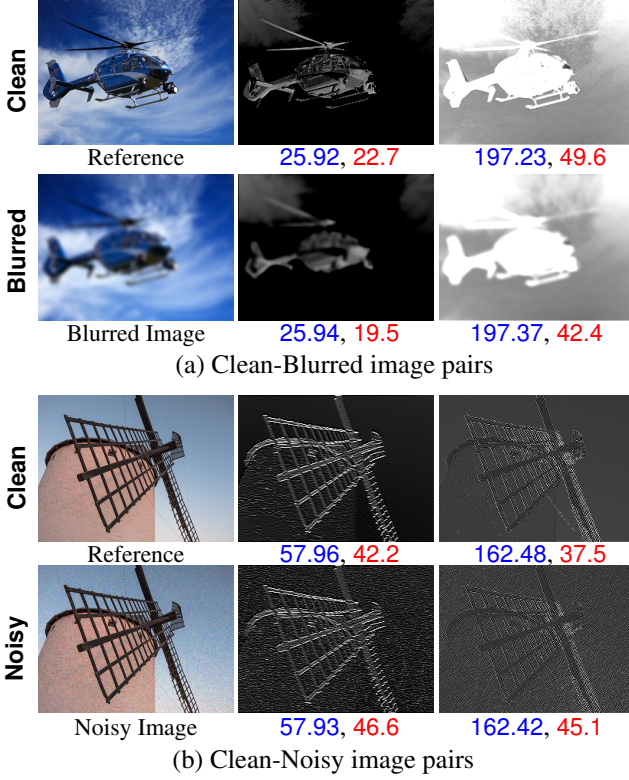 Clean
Reference 25.92, 22.7 197.23, 49.6
Blurred
Blurred Image 25.94, 19.5 197.37, 42.4
(a) Clean-Blurred image pairs
Clean
Reference 57.96, 42.2 162.48, 37.5
Noisy
Noisy Image 57.93, 46.6 162.42, 45.1
(b) Clean-Noisy image pairs